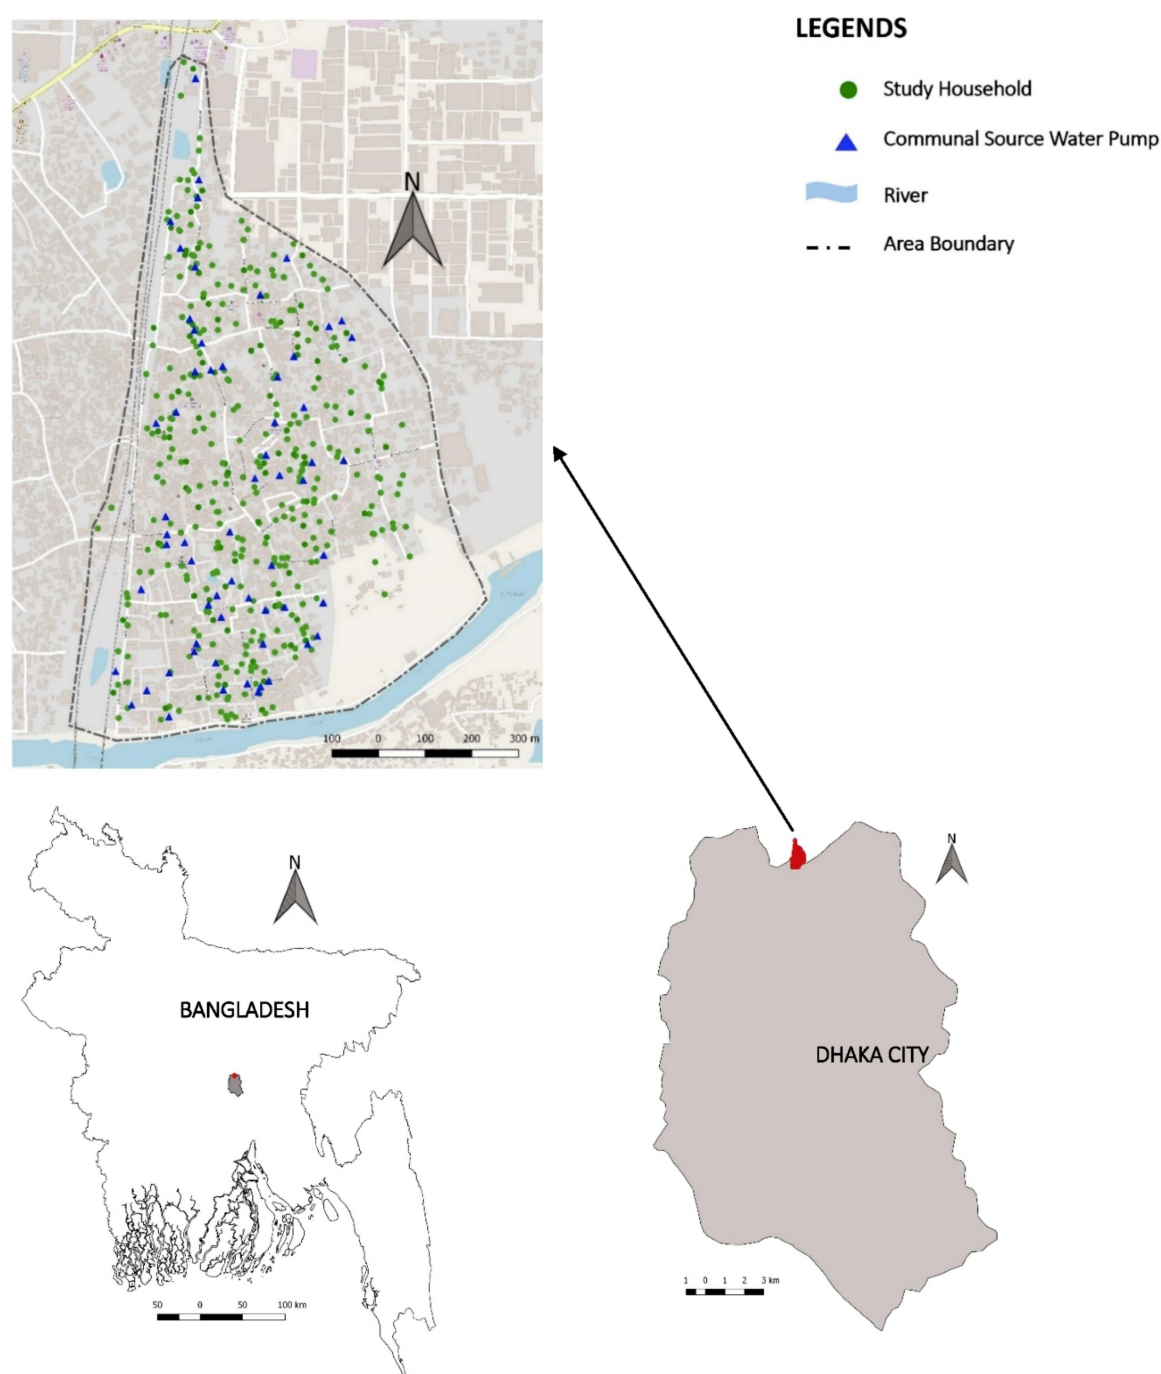 LEGENDS
Study Household
Communal Source Water Pump
River
Area Boundary
N
100 0 100 200 300 m
N
BANGLADESH
50 0 50 100 km
N
DHAKA CITY
1 0 1 2 3 km